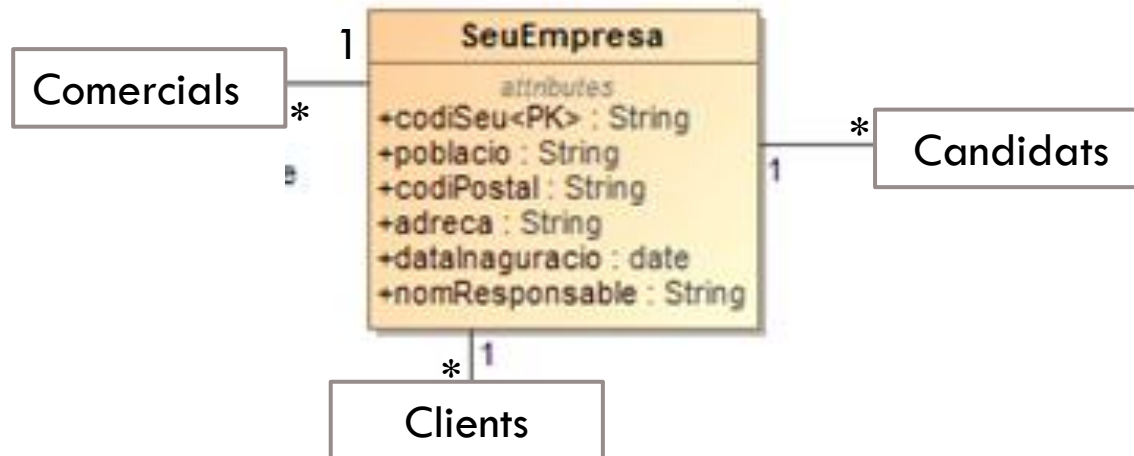 1
SeuEmpresa
Comercials
*
attributes
+codiSeu<PK> : String
+poblacio : String
+codiPostal : String
+adreca : String
+dataInaguracio : date
+nomResponsable : String
e
1
*
Candidats
*
1
Clients